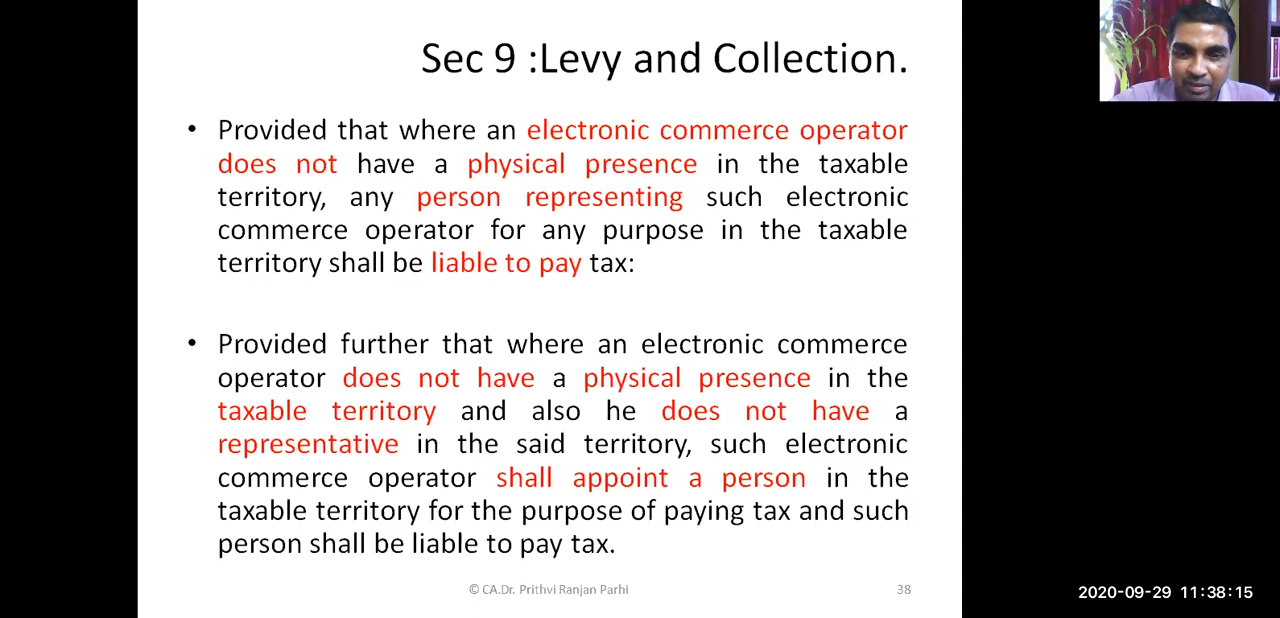 Sec 9 :Levy and Collection.
• Provided that where an electronic commerce operator
does not have a physical presence in the taxable
territory, any person representing such electronic
commerce operator for any purpose in the taxable
territory shall be liable to pay tax:
• Provided further that where an electronic commerce
operator does not have a physical presence in the
taxable territory and also he does not have a
representative in the said territory, such electronic
commerce operator shall appoint a person in the
taxable territory for the purpose of paying tax and such
person shall be liable to pay tax.
© CA.Dr. Prithvi Ranjan Parhi
38
2020-09-29 11:38:15